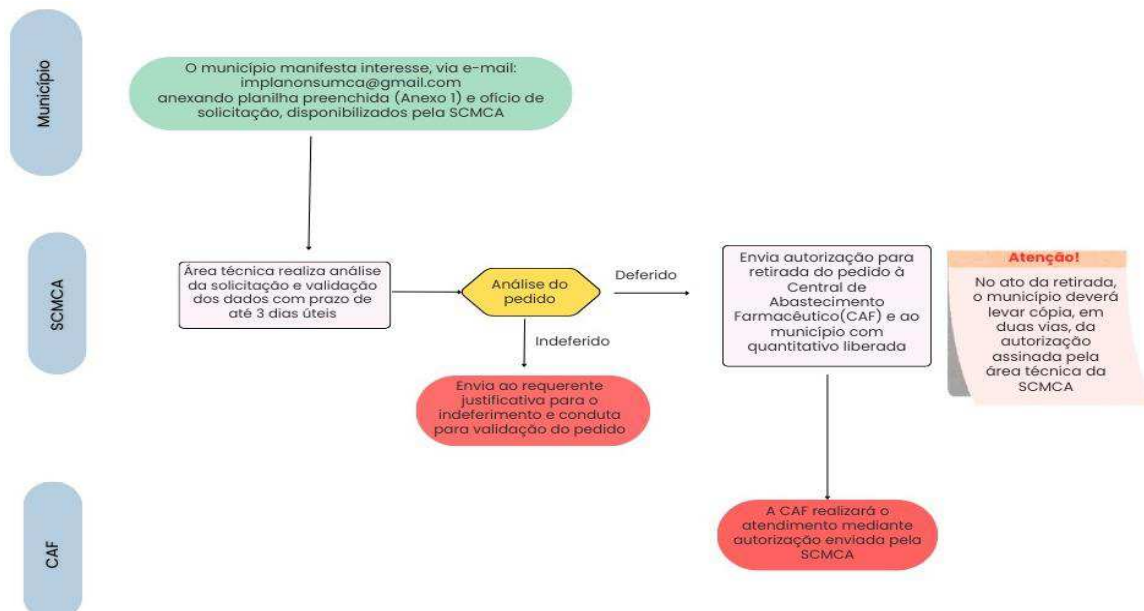 Município
O município manifesta interesse, via e-mail:
implanonsumca@gmail.com
anexando planilha preenchida (Anexo 1) e ofício de
solicitação, disponibilizados pela SCMCA
SCMCA
Área técnica realiza análise
da solicitação e validação
dos dados com prazo de
até 3 dias úteis
Análise do
pedido
Deferido
Indeferido
Envia ao requerente
justificativa para o
indeferimento e conduta
para validação do pedido
Envia autorização para
retirada do pedido à
Central de
Abastecimento
Farmacêutico(CAF) e ao
município com
quantitativo liberada
Atenção!
No ato da retirada,
o município deverá
levar cópia, em
duas vias, da
autorização
assinada pela
área técnica da
SCMCA
CAF
A CAF realizará o
atendimento mediante
autorização enviada pela
SCMCA